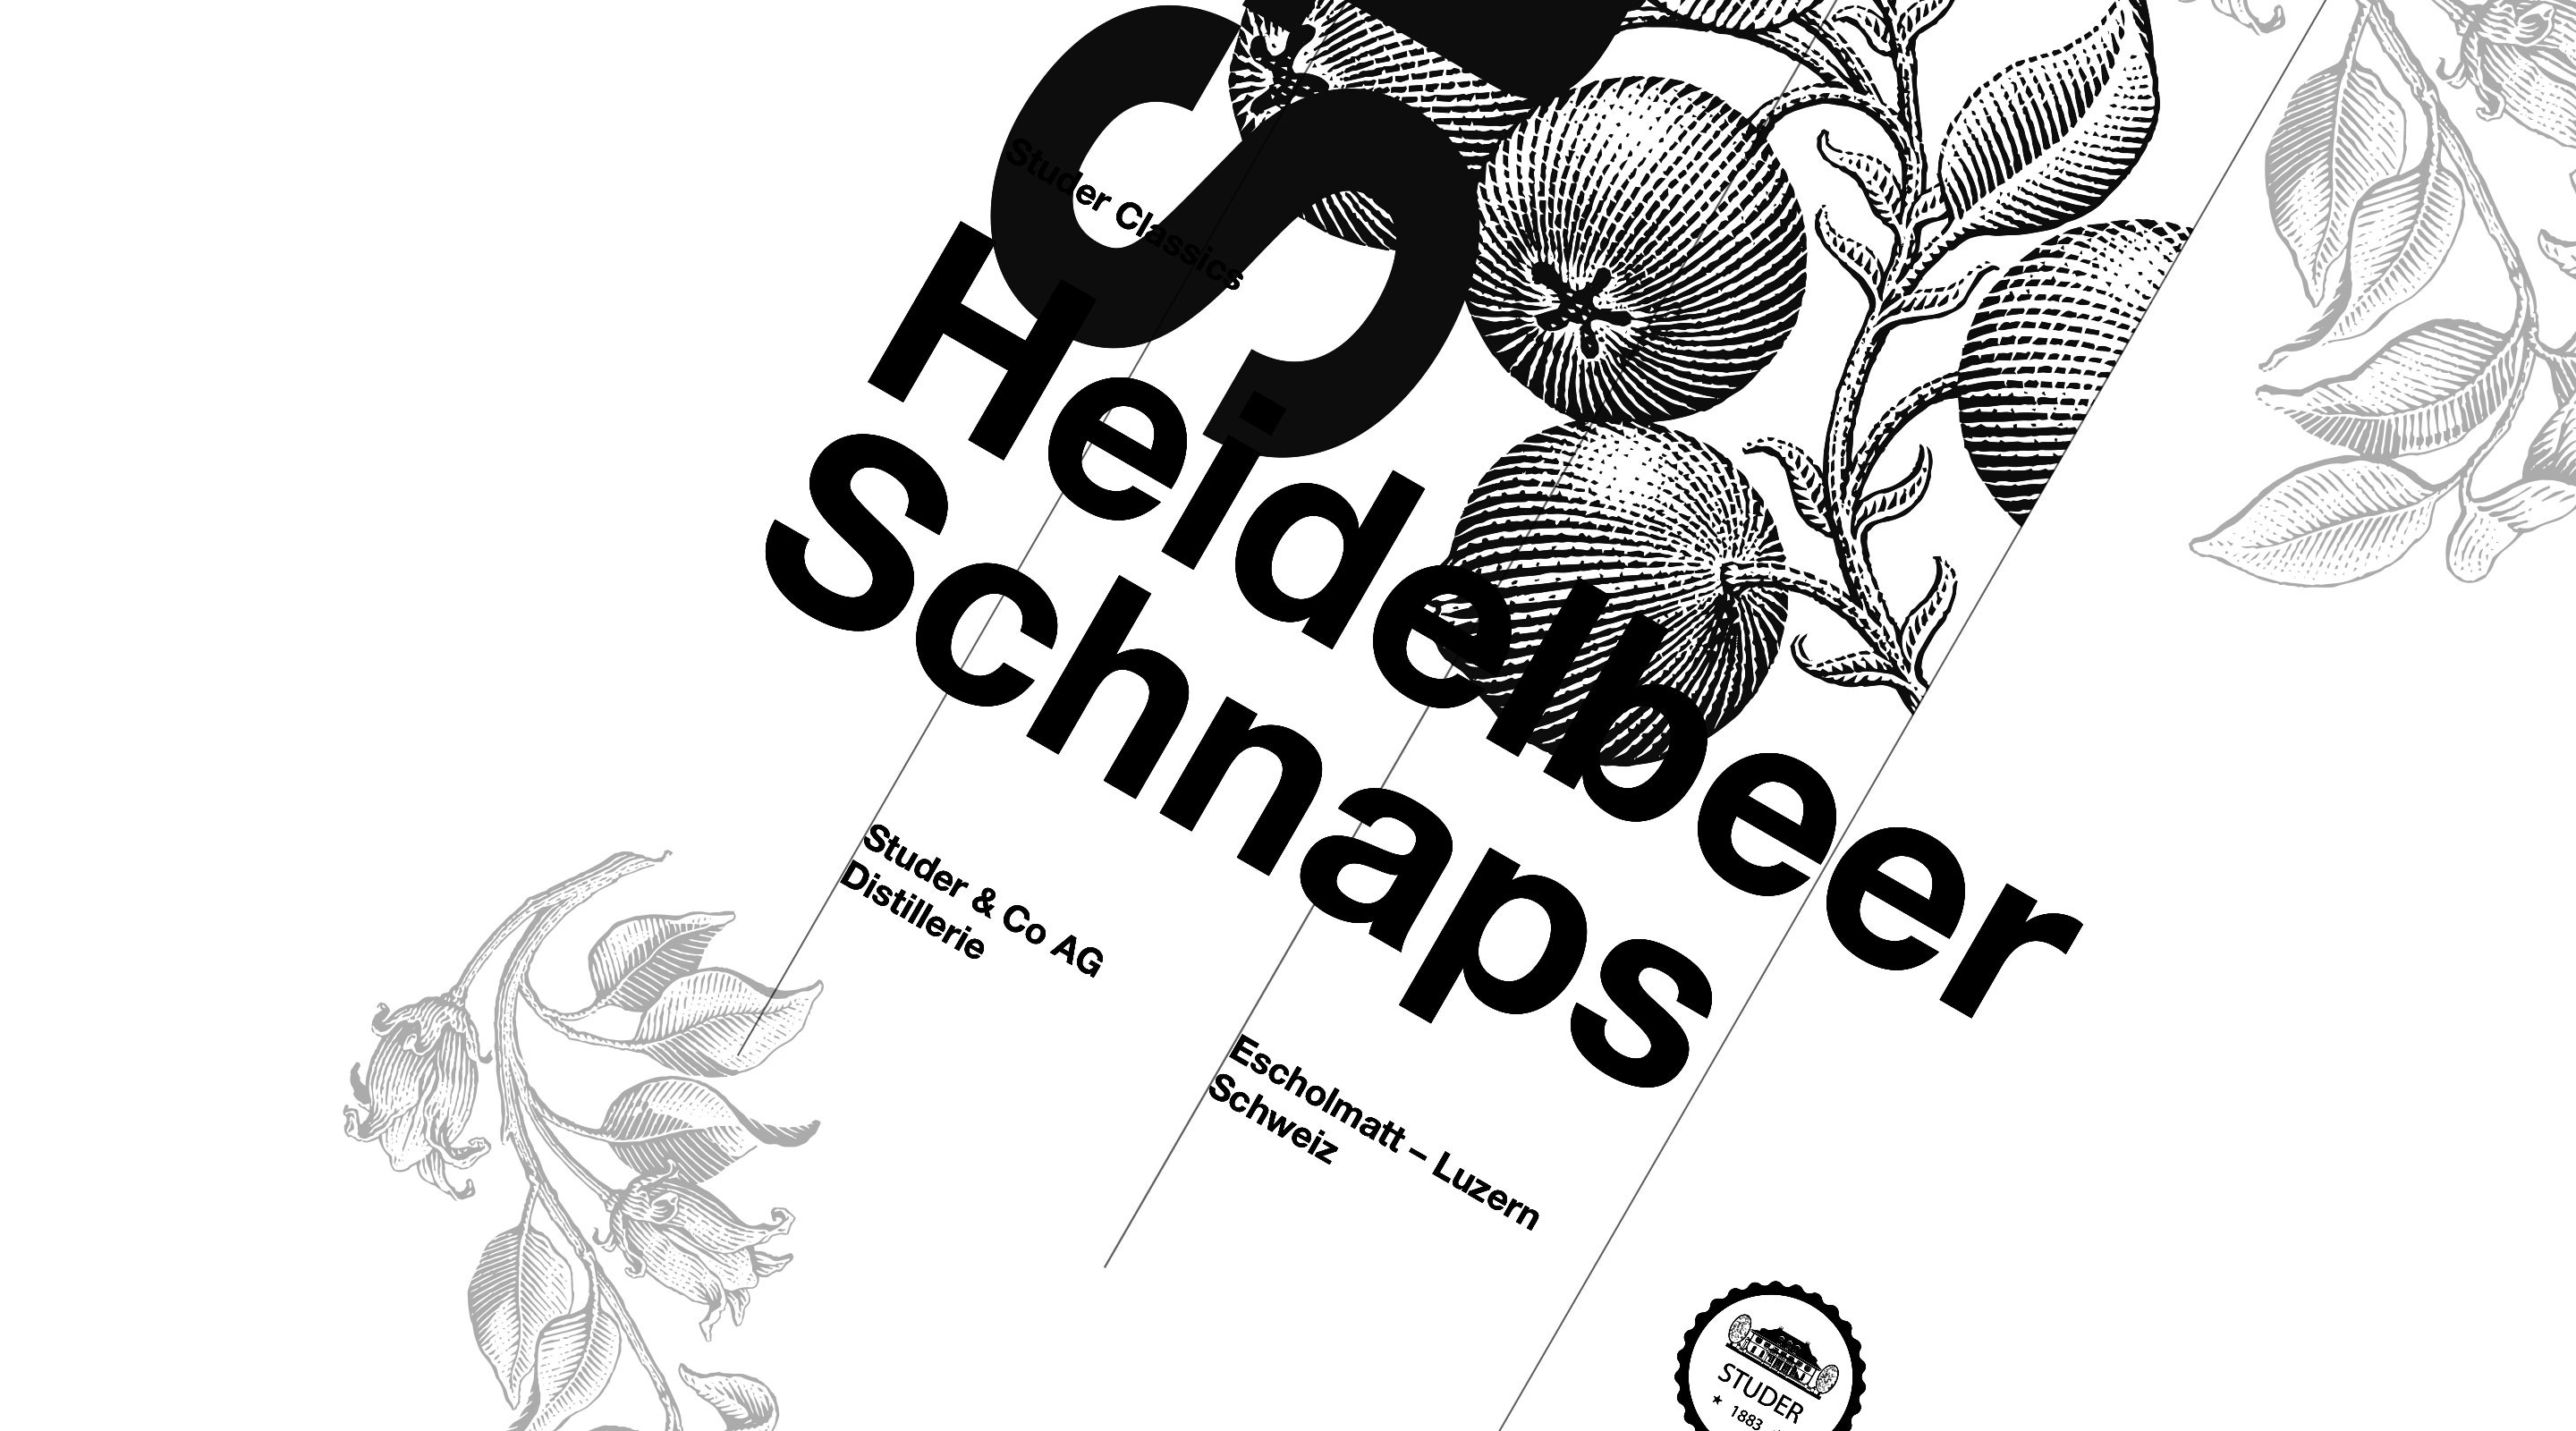 S
Studer Classics
Heidelbeer
Schnaps
Studer & Co AG
Distillerie
Escholmatt – Luzern
Schweiz
STUDER
★ 1883